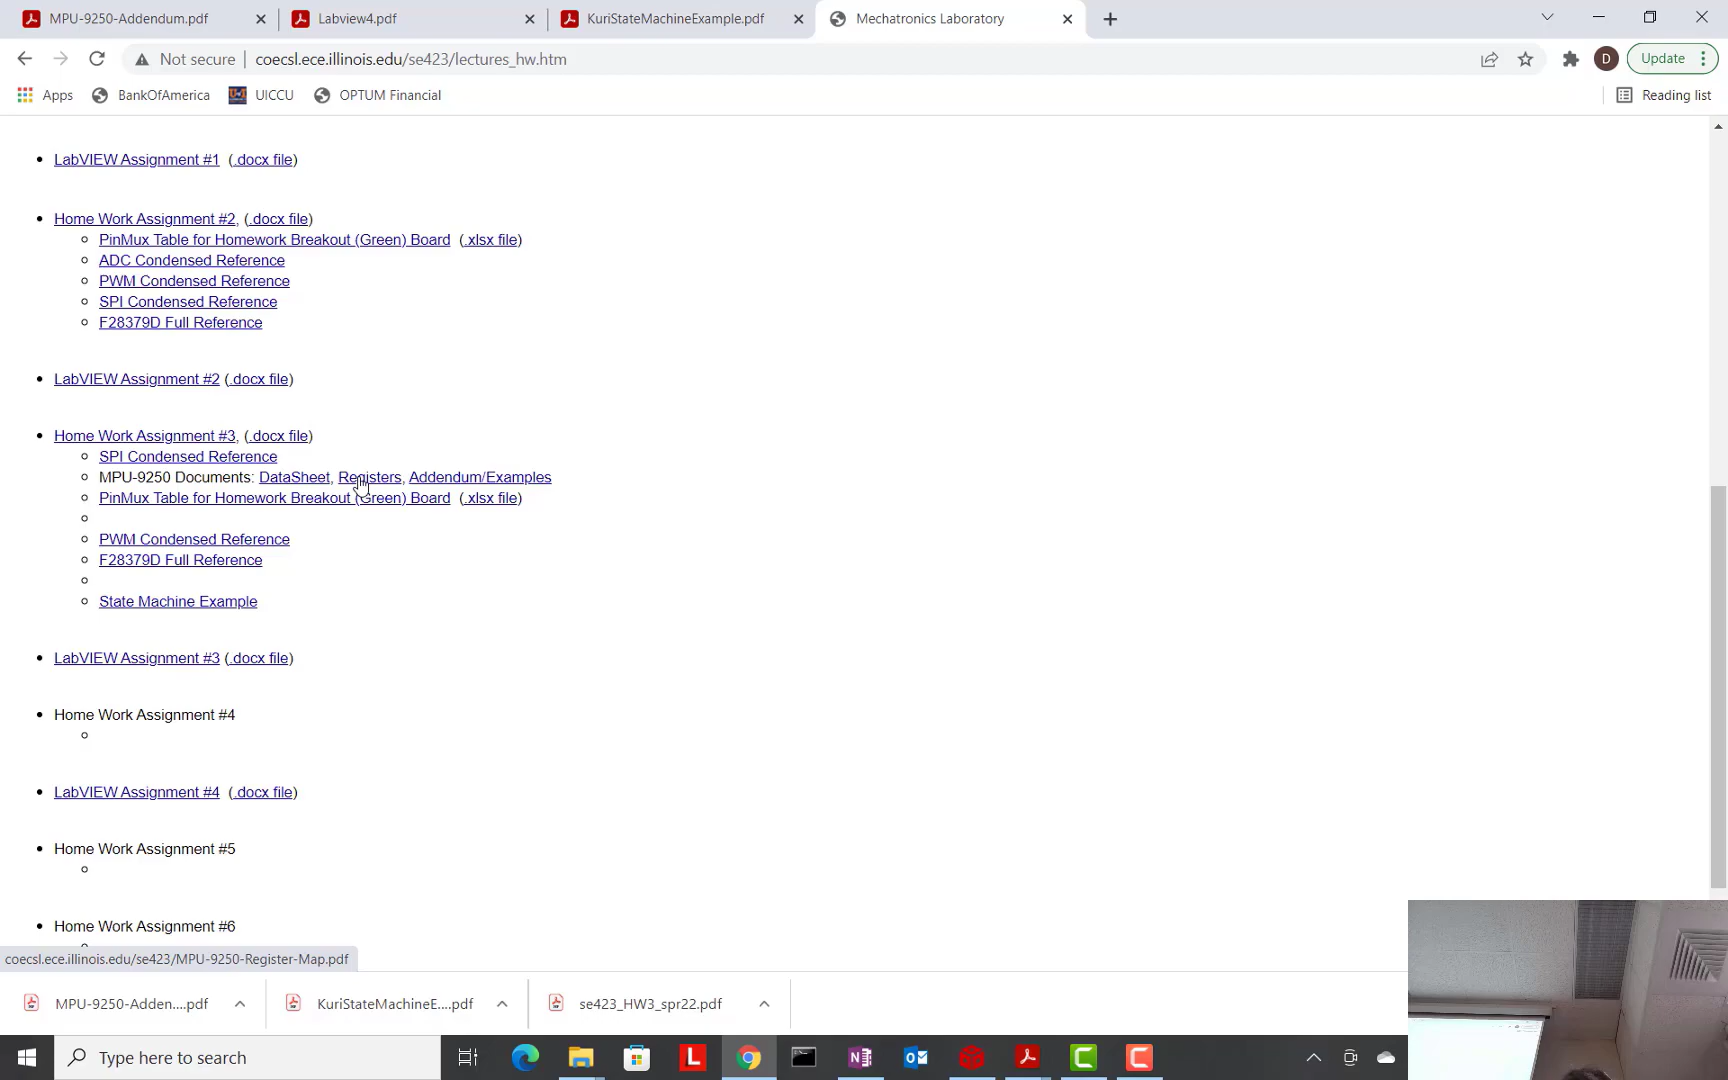 MPU-9250-Addendum.pdf
Labview4.pdf
KuriStateMachineExample.pdf
Mechatronics Laboratory
Not secure
coecsl.ece.illinois.edu/se423/lectures_hw.htm
D
Update
Apps
BankOfAmerica
UICCU
OPTUM Financial
Reading list
LabVIEW Assignment #1 (.docx file)
Home Work Assignment #2, (.docx file)
PinMux Table for Homework Breakout (Green) Board (.xlsx file)
ADC Condensed Reference
PWM Condensed Reference
SPI Condensed Reference
F28379D Full Reference
LabVIEW Assignment #2 (.docx file)
Home Work Assignment #3, (.docx file)
SPI Condensed Reference
MPU-9250 Documents: DataSheet, Registers, Addendum/Examples
PinMux Table for Homework Breakout (Green) Board (.xlsx file)
PWM Condensed Reference
F28379D Full Reference
State Machine Example
LabVIEW Assignment #3 (.docx file)
Home Work Assignment #4
LabVIEW Assignment #4 (.docx file)
Home Work Assignment #5
Home Work Assignment #6
coecsl.ece.illinois.edu/se423/MPU-9250-Register-Map.pdf
MPU-9250-Adden....pdf
KuriStateMachineE....pdf
se423_HW3_spr22.pdf
Type here to search